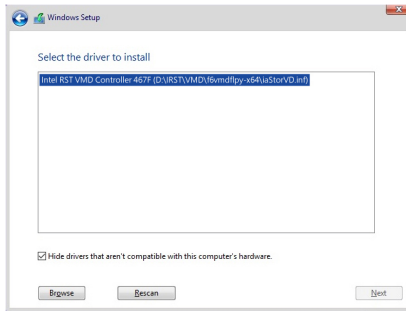 Windows Setup
Select the driver to install
Intel RST VMD Controller 467F (D:\IRST\VMD\f6vmdflpy-x64\iaStorVD.inf)
Hide drivers that aren't compatible with this computer's hardware.
Browse
Rescan
Next